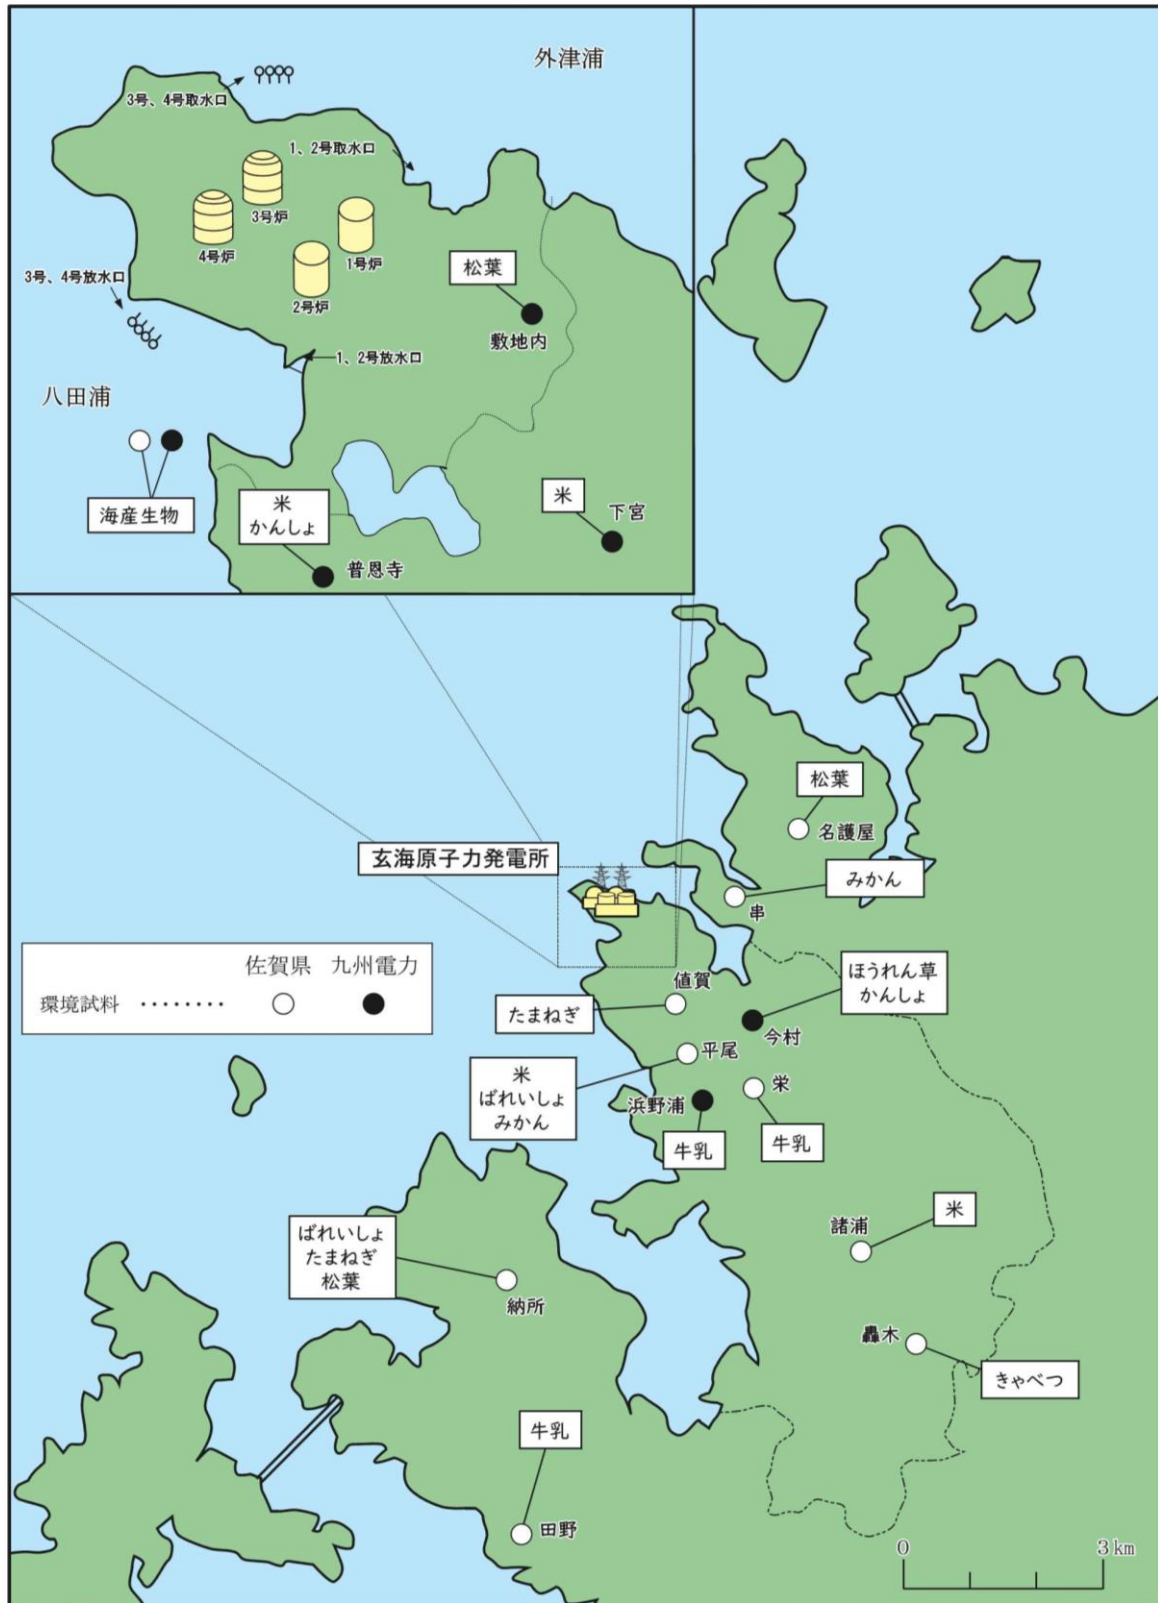 外津浦
3号、4号取水口
1、2号取水口
3号炉
4号炉
1号炉
2号炉
松葉
敷地内
3号、4号放水口
1、2号放水口
八田浦
海産生物
米
かんしょ
普恩寺
米
下宮
松葉
名護屋
玄海原子力発電所
みかん
串
佐賀県 九州電力
環境試料 ‥‥‥‥
値賀
たまねぎ
ほうれん草
かんしょ
今村
平尾
米
ばれいしょ
みかん
栄
浜野浦
牛乳
牛乳
諸浦
米
ばれいしょ
たまねぎ
松葉
納所
轟木
きゃべつ
牛乳
田野
0 3km